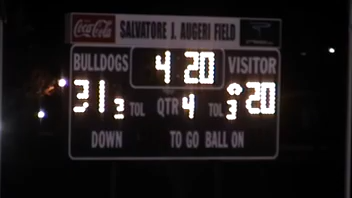 Coca-Cola SALVATORE J. AUGERI FIELD
BULLDOGS 4 20 VISITOR
31 3 TOL QTR 4 TOL 3 20
DOWN TO GO BALL ON